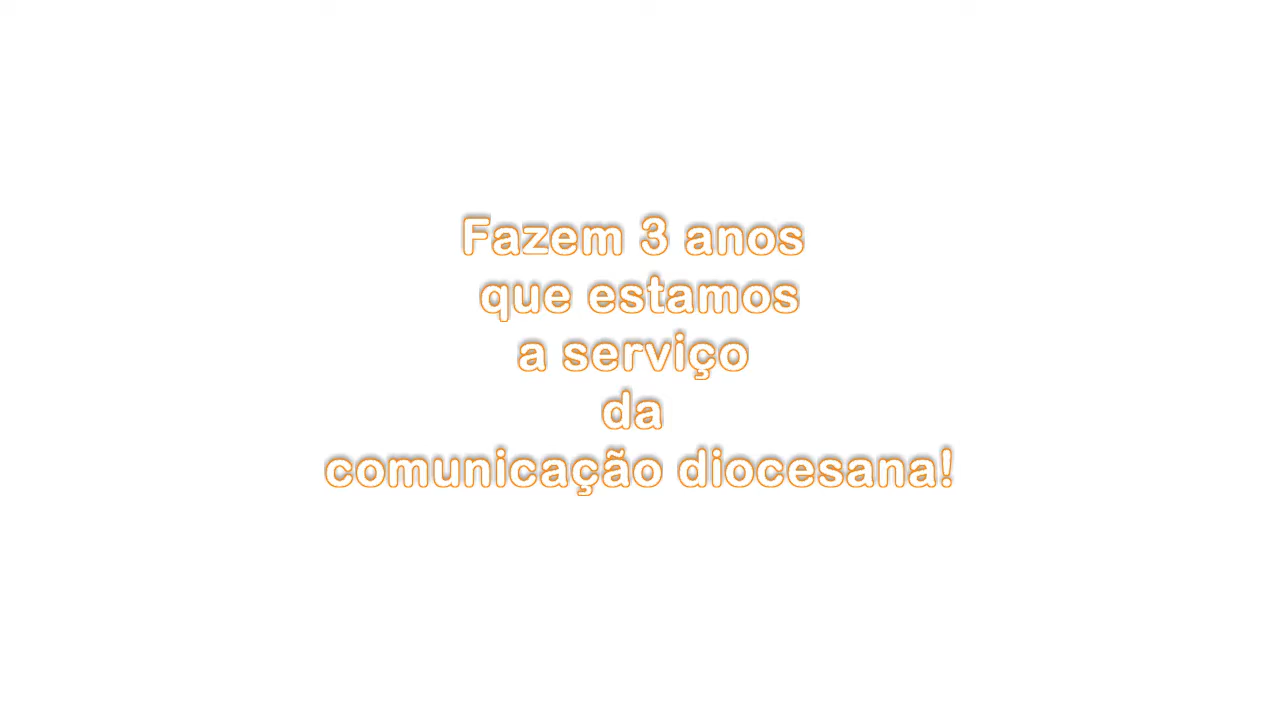 Fazem 3 anos
que estamos
a serviço
da
comunicação diocesana!